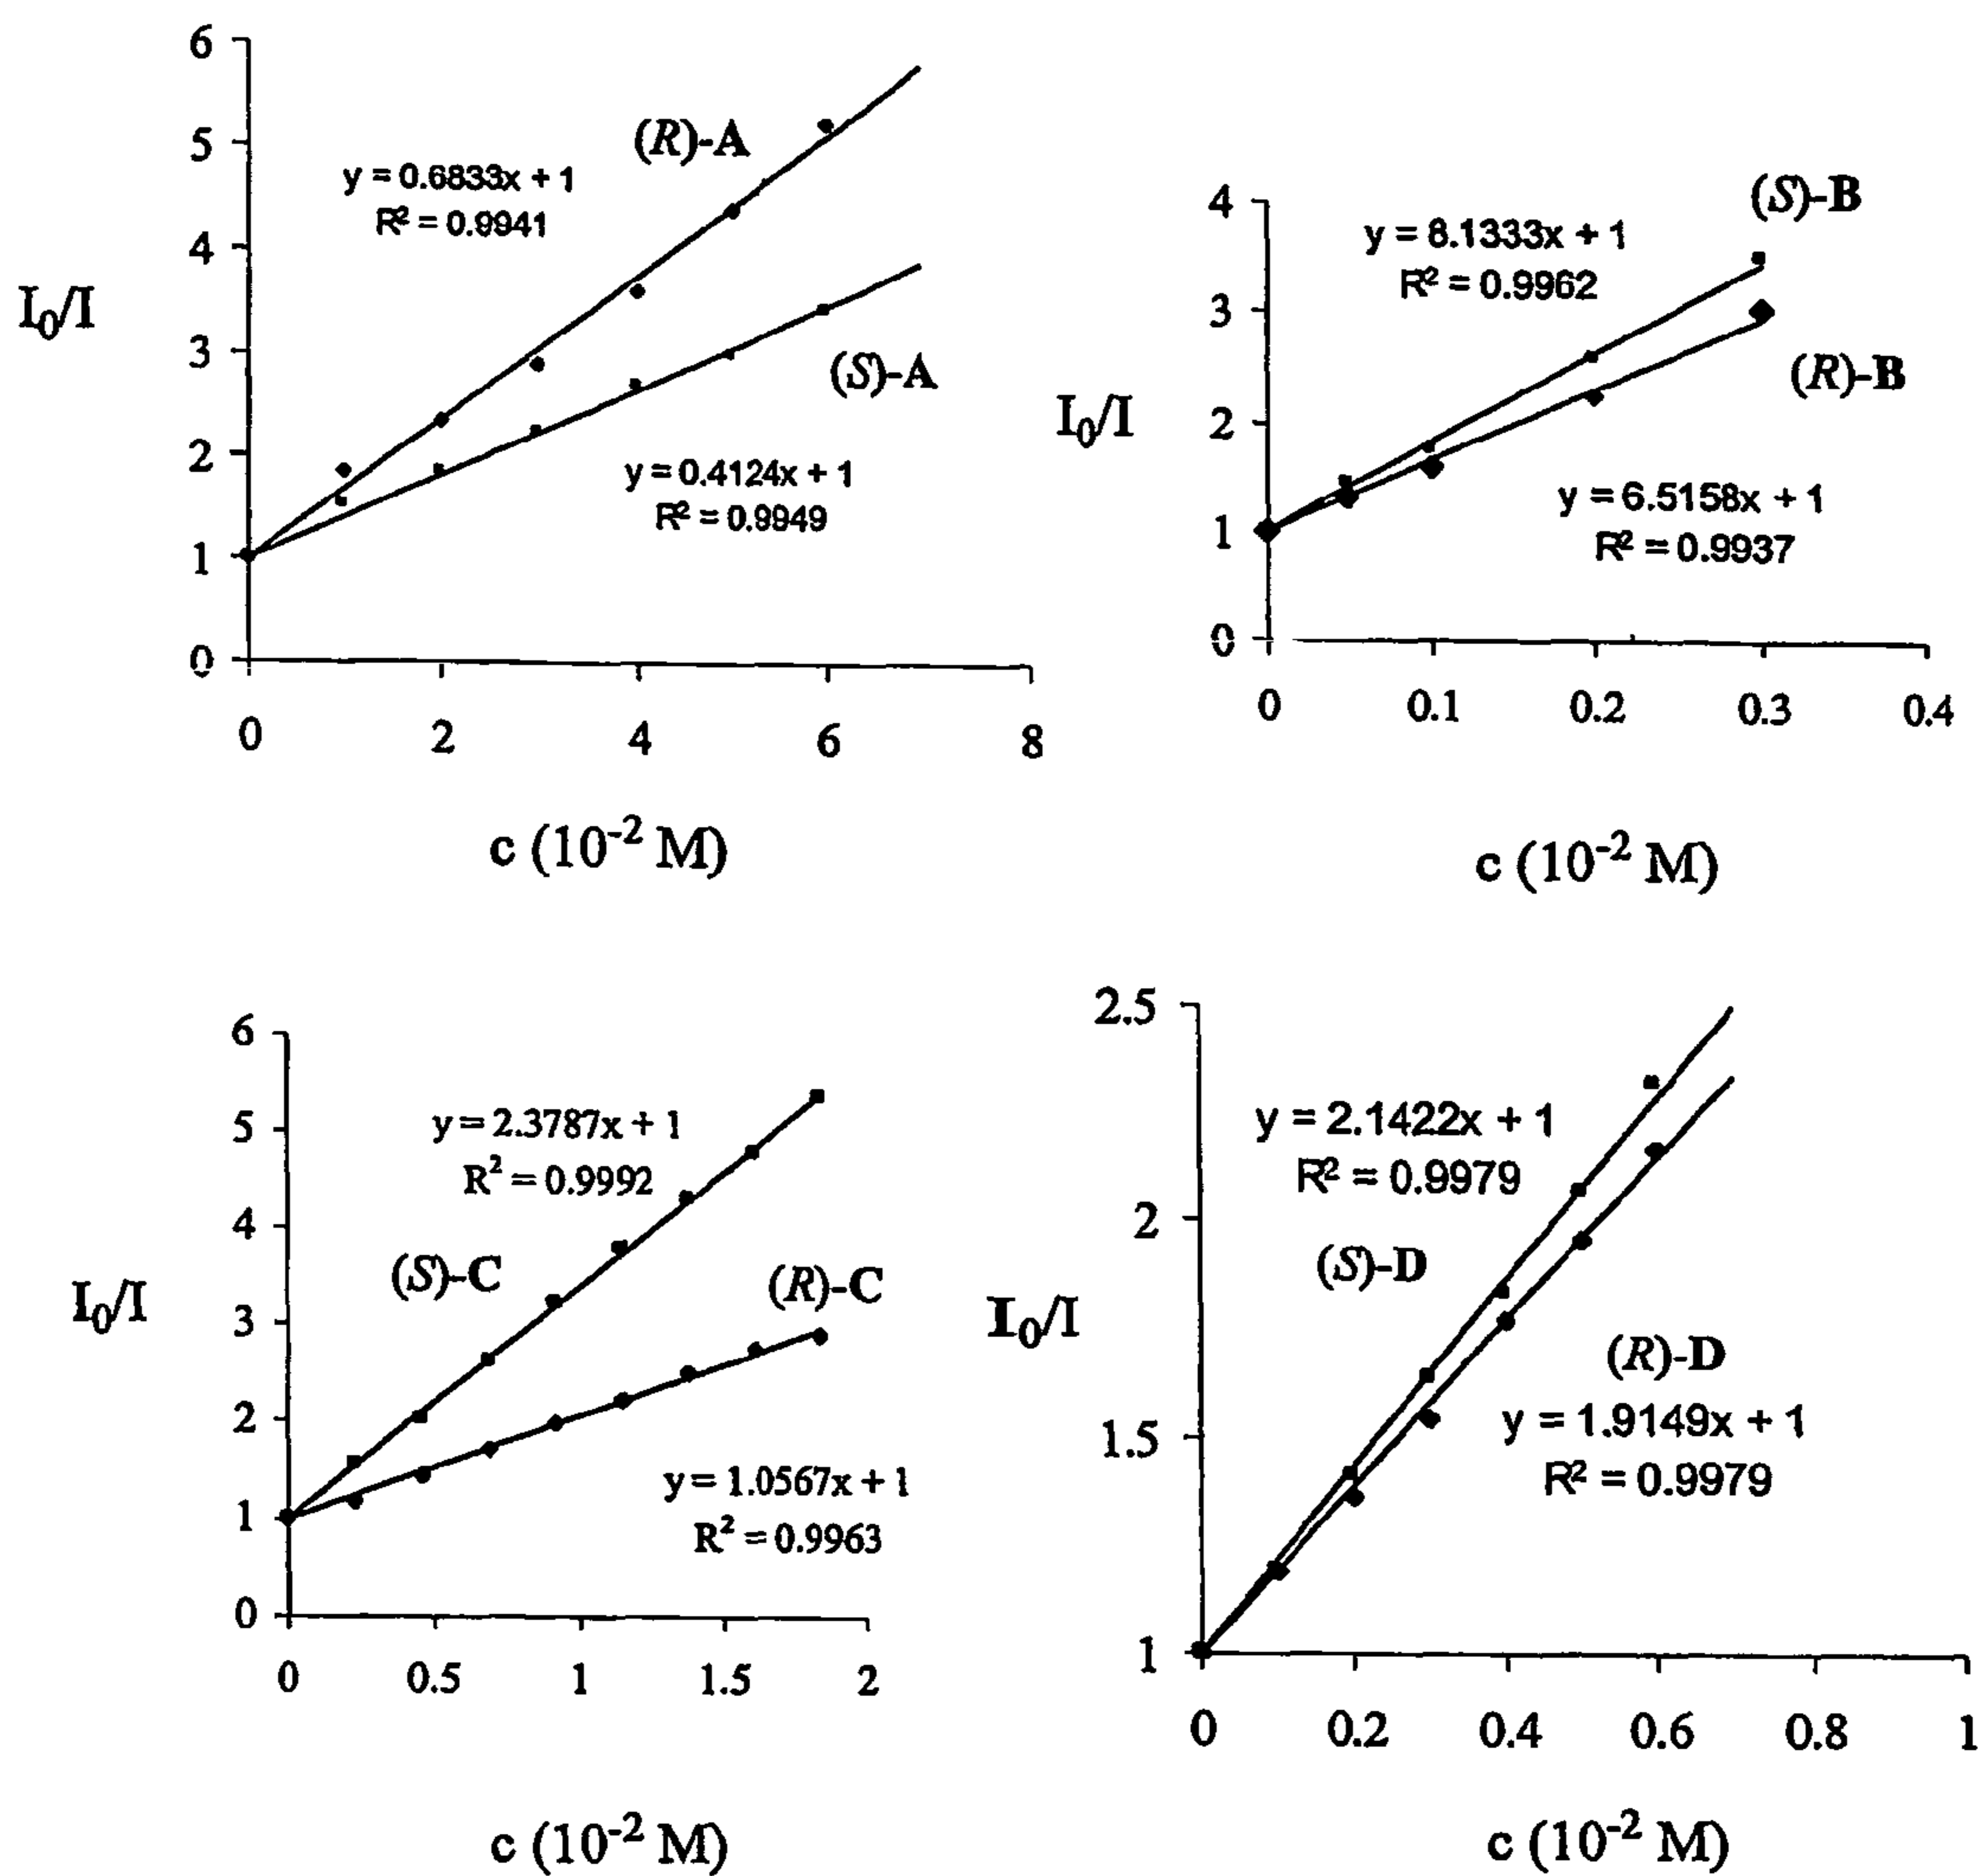 6
5
4
3
2
1
0
I₀/I
(R)-A
y = 0.6833x + 1
R² = 0.9941
(S)-A
y = 0.4124x + 1
R² = 0.9949
0 2 4 6 8
c (10⁻² M)
4
3
2
1
0
I₀/I
(S)-B
y = 8.1333x + 1
R² = 0.9962
(R)-B
y = 6.5158x + 1
R² = 0.9937
0 0.1 0.2 0.3 0.4
c (10⁻² M)
6
5
4
3
2
1
0
I₀/I
y = 2.3787x + 1
R² = 0.9992
(S)-C
(R)-C
y = 1.0567x + 1
R² = 0.9963
0 0.5 1 1.5 2
c (10⁻² M)
2.5
2
1.5
1
I₀/I
y = 2.1422x + 1
R² = 0.9979
(S)-D
(R)-D
y = 1.9149x + 1
R² = 0.9979
0 0.2 0.4 0.6 0.8 1
c (10⁻² M)